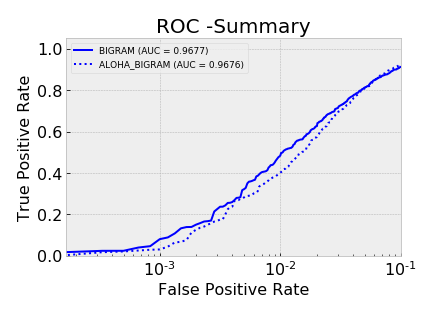 ROC -Summary
BIGRAM (AUC = 0.9677)
ALOHA_BIGRAM (AUC = 0.9676)
True Positive Rate
1.0
0.8
0.6
0.4
0.2
0.0
10⁻³
10⁻²
10⁻¹
False Positive Rate